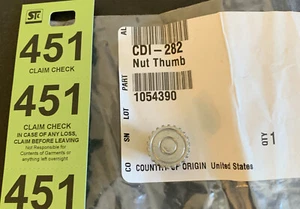 STC
451
CLAIM CHECK
451
CLAIM CHECK
IN CASE OF ANY LOSS,
CLAIM BEFORE LEAVING
Not Responsible for
Contents of Garments or
anything left overnight
451
AL
CDI-282
Nut Thumb
PART
1054390
LOT
SN
QTY
1
CO
COUNTRY OF ORIGIN United States